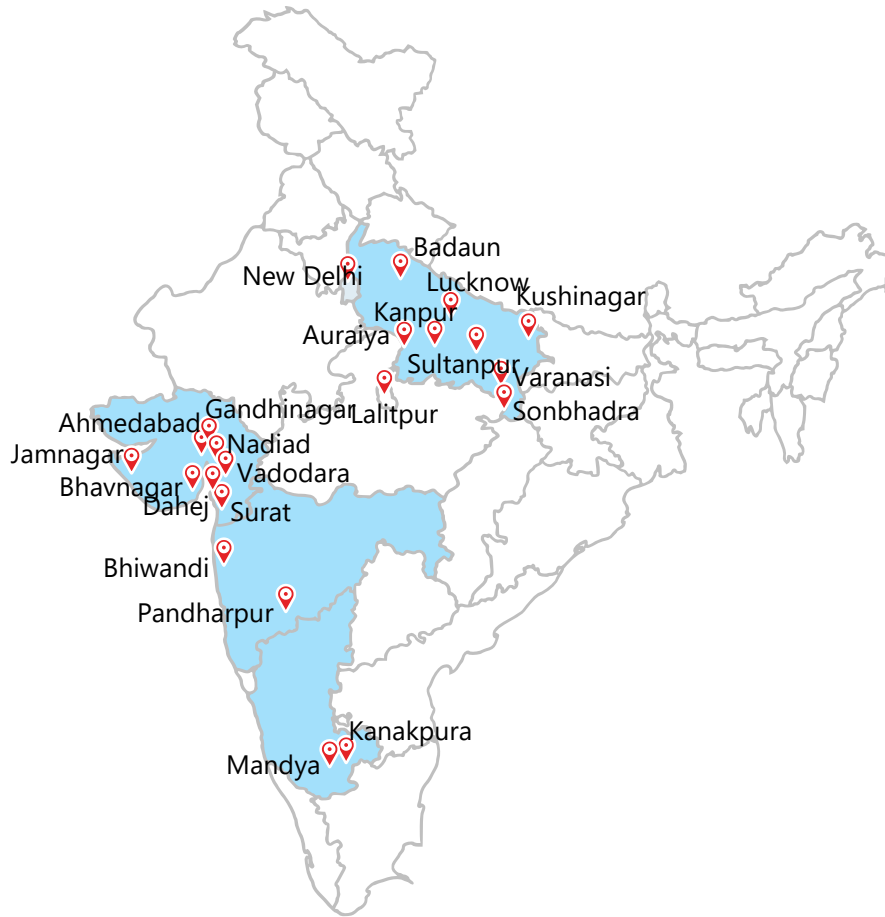 Badaun
New Delhi
Lucknow
Kushinagar
Kanpur
Auraiya
Sultanpur
Varanasi
Lalitpur
Sonbhadra
Gandhinagar
Ahmedabad
Nadiad
Jamnagar
Vadodara
Bhavnagar
Dahej
Surat
Bhiwandi
Pandharpur
Kanakpura
Mandya